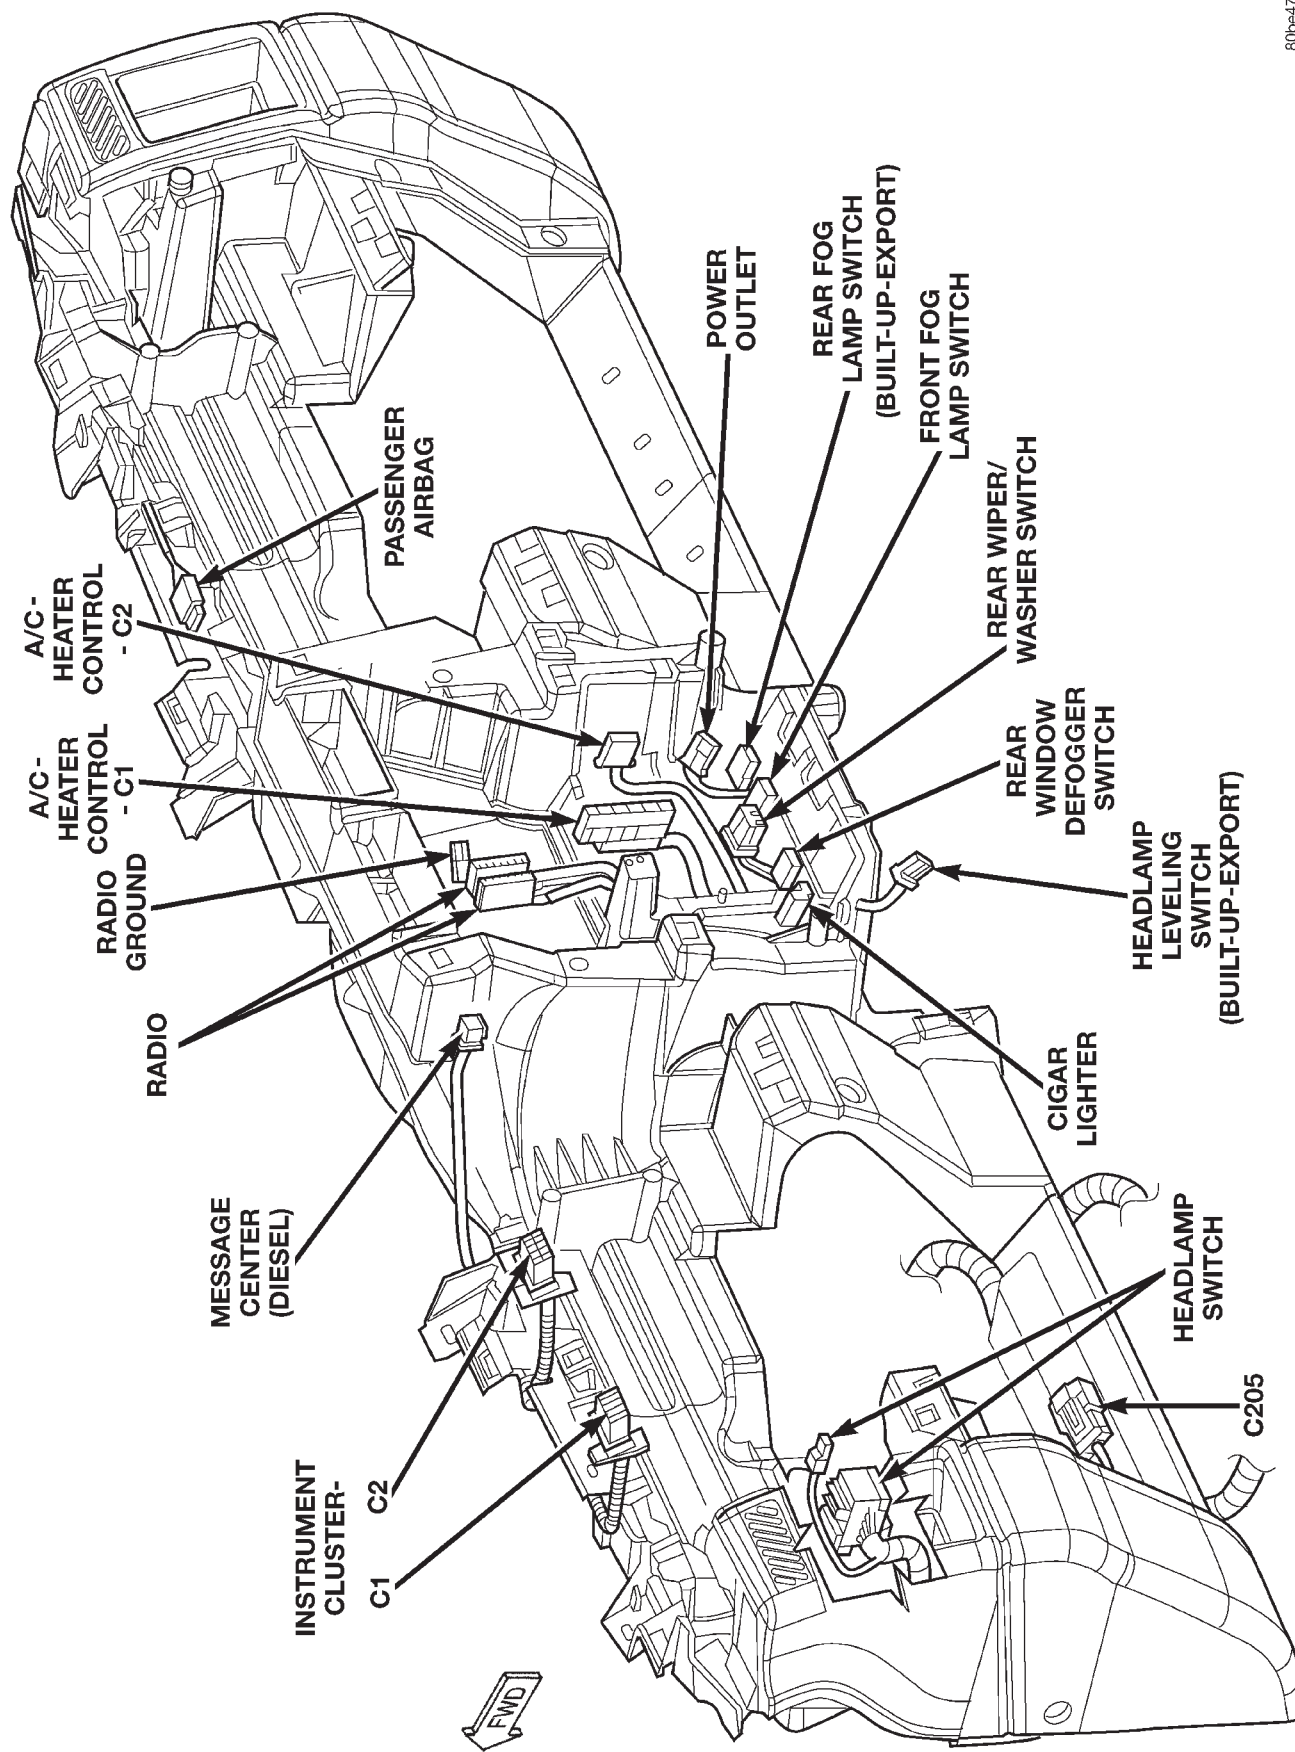 INSTRUMENT
CLUSTER-
C1
C2
MESSAGE
CENTER
(DIESEL)
RADIO
RADIO
GROUND
A/C -
HEATER
CONTROL
- C1
A/C -
HEATER
CONTROL
- C2
PASSENGER
AIRBAG
FWD
C205
HEADLAMP
SWITCH
CIGAR
LIGHTER
HEADLAMP
LEVELING
SWITCH
(BUILT-UP-EXPORT)
REAR
WINDOW
DEFOGGER
SWITCH
REAR WIPER/
WASHER SWITCH
FRONT FOG
LAMP SWITCH
REAR FOG
LAMP SWITCH
(BUILT-UP-EXPORT)
POWER
OUTLET